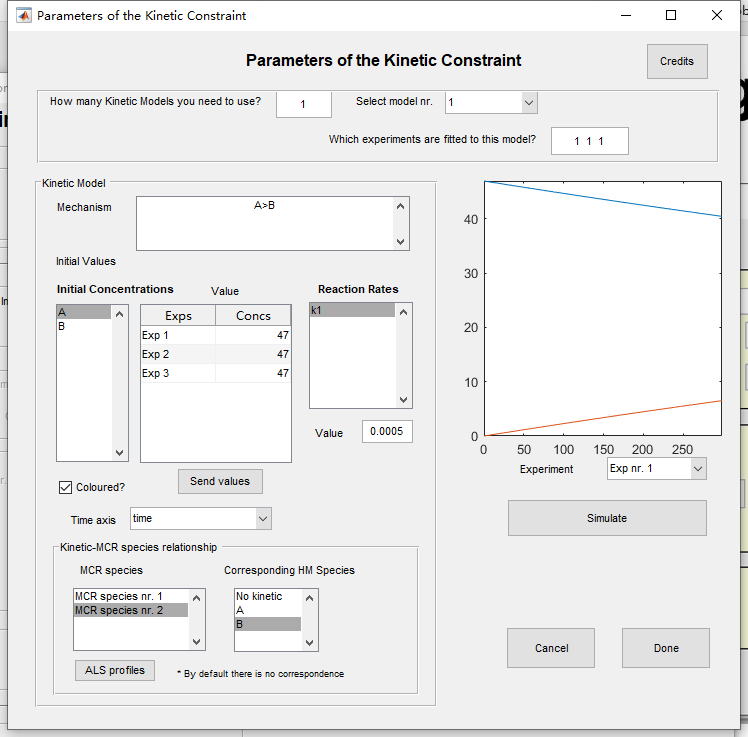 Parameters of the Kinetic Constraint
Parameters of the Kinetic Constraint
Credits
How many Kinetic Models you need to use?
1
Select model nr.
1
Which experiments are fitted to this model?
1 1 1
Kinetic Model
Mechanism
A>B
Initial Values
Initial Concentrations
Value
Reaction Rates
A
B
Exps Concs
Exp 1 47
Exp 2 47
Exp 3 47
k1
Value
0.0005
Coloured?
Send values
Time axis
time
Kinetic-MCR species relationship
MCR species
Corresponding HM Species
MCR species nr. 1
MCR species nr. 2
No kinetic
A
B
ALS profiles
* By default there is no correspondence
40
30
20
10
0
0 50 100 150 200 250
Experiment
Exp nr. 1
Simulate
Cancel
Done